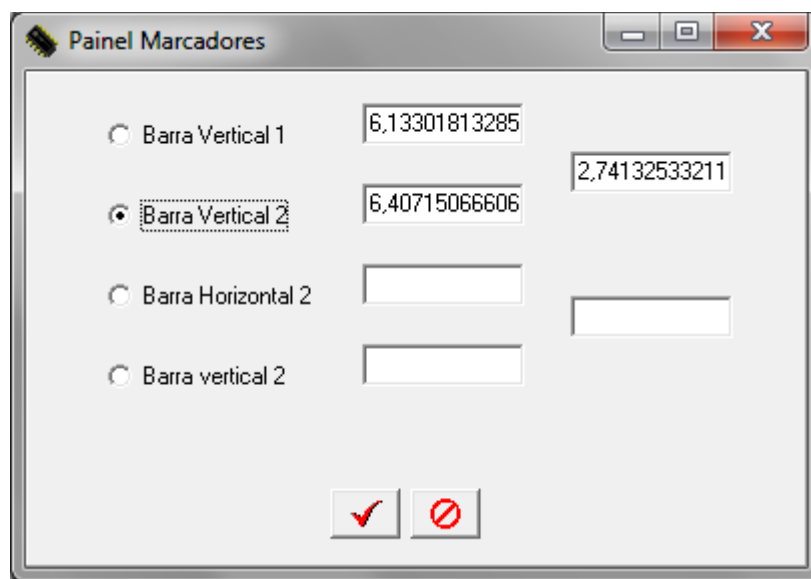 Painel Marcadores
Barra Vertical 1
6,13301813285
2,74132533211
Barra Vertical 2
6,40715066606
Barra Horizontal 2
Barra vertical 2